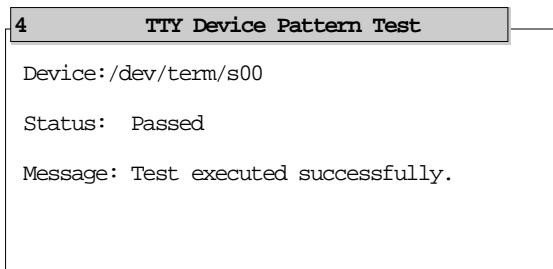 4 TTY Device Pattern Test
Device:/dev/term/s00
Status: Passed
Message: Test executed successfully.